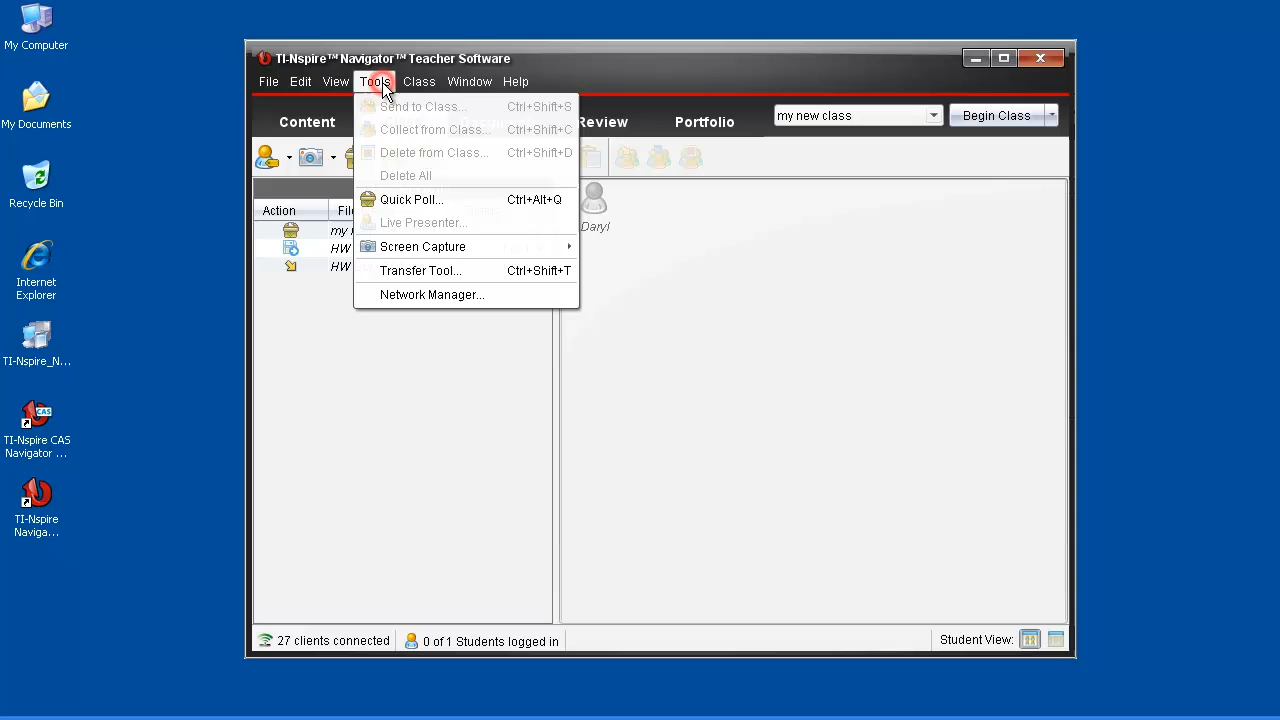 My Computer
My Documents
Recycle Bin
Internet
Explorer
TI-Nspire_N...
TI-Nspire CAS
Navigator ...
TI-Nspire
Naviga...
TI-Nspire™Navigator™Teacher Software
File Edit View Tools Class Window Help
Content
Review
Portfolio
my new class
Begin Class
Send to Class... Ctrl+Shift+S
Collect from Class... Ctrl+Shift+C
Delete from Class... Ctrl+Shift+D
Delete All
Quick Poll... Ctrl+Alt+Q
Live Presenter...
Screen Capture
Transfer Tool... Ctrl+Shift+T
Network Manager...
Action
File
my
HW
HW
CAS
Daryl
27 clients connected
0 of 1 Students logged in
Student View: